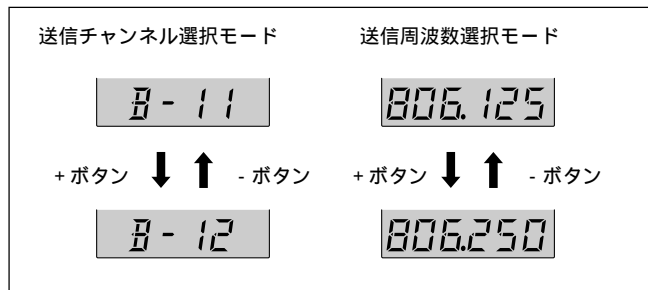 送信チャンネル選択モード
送信周波数選択モード
B-11
806.125
+ボタン
- ボタン
+ボタン
- ボタン
B-12
806.250